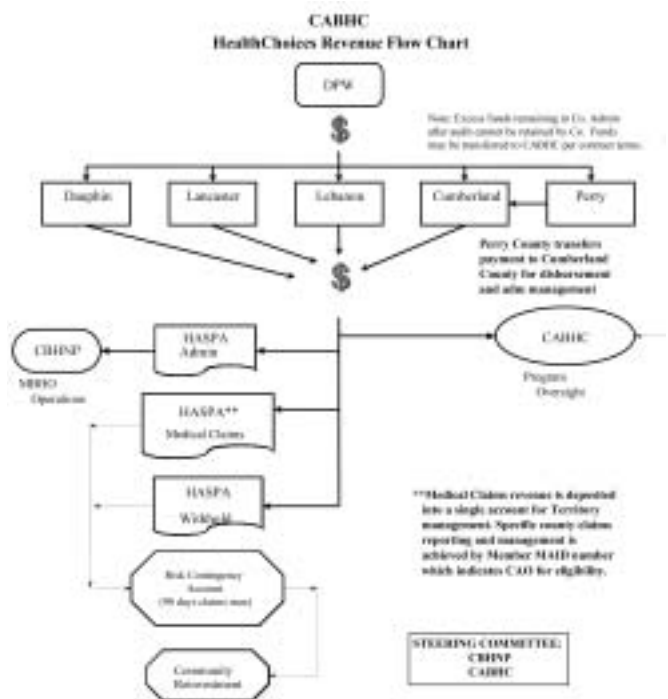 CABHC
HealthChoices Revenue Flow Chart
DPW
$
Note: Excess funds remaining in Co. Admin
after audit cannot be retained by Co. Funds
may be transferred to CABHC per contract terms.
Dauphin
Lancaster
Lebanon
Cumberland
Perry
Perry County transfers
payment to Cumberland
County for disbursement
and adm management
$
CBHNP
HASPA
Admin
CABHC
MBHO
Operations
Program
Oversight
HASPA**
Medical Claims
HASPA
Withhold
**Medical Claims revenue is deposited
into a single account for Territory
management. Specific county claims
reporting and management is
achieved by Member MAID number
which indicates CAO for eligibility.
Risk Contingency
Account
(90 days claims max)
Community
Reinvestment
STEERING COMMITTEE:
CBHNP
CABHC